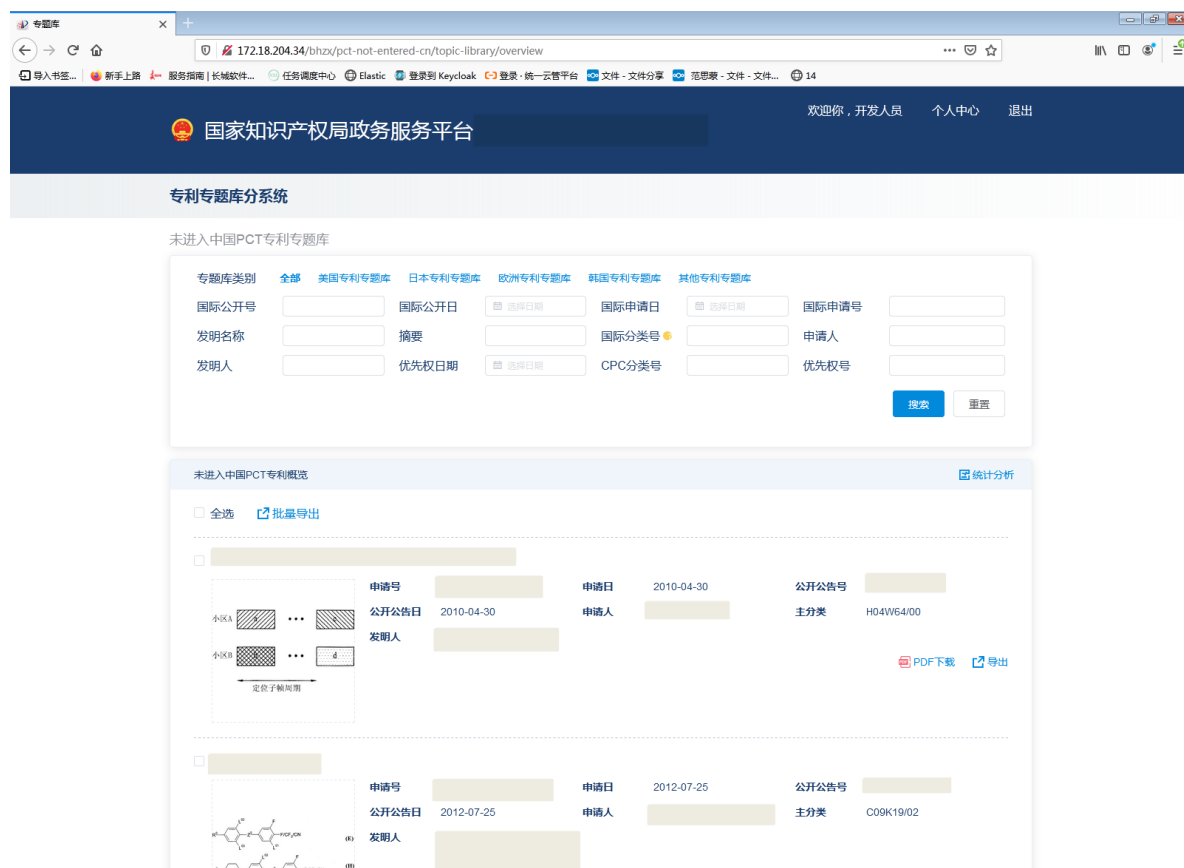 专题库
172.18.204.34/bhzx/pct-not-entered-cn/topic-library/overview
导入书签... 新手上路 服务指南 | 长城软件... 任务调度中心 Elastic 登录到 Keycloak 登录 · 统一云管平台 文件 - 文件分享 范思豪 - 文件 - 文件... 14
欢迎你，开发人员 个人中心 退出
国家知识产权局政务服务平台
专利专题库分系统
未进入中国PCT专利专题库
专题库类别 全部 美国专利专题库 日本专利专题库 欧洲专利专题库 韩国专利专题库 其他专利专题库
国际公开号 国际公开日 选择日期 国际申请日 选择日期 国际申请号
发明名称 摘要 国际分类号 申请人
发明人 优先权日期 选择日期 CPC分类号 优先权号
搜索 重置
未进入中国PCT专利概览 统计分析
全选 批量导出
申请号 申请日 2010-04-30 公开公告号
公开公告日 2010-04-30 申请人 主分类 H04W64/00
发明人
小区A a ••• c
小区B b ••• d
定位子帧周期
PDF下载 导出
申请号 申请日 2012-07-25 公开公告号
公开公告日 2012-07-25 申请人 主分类 C09K19/02
发明人